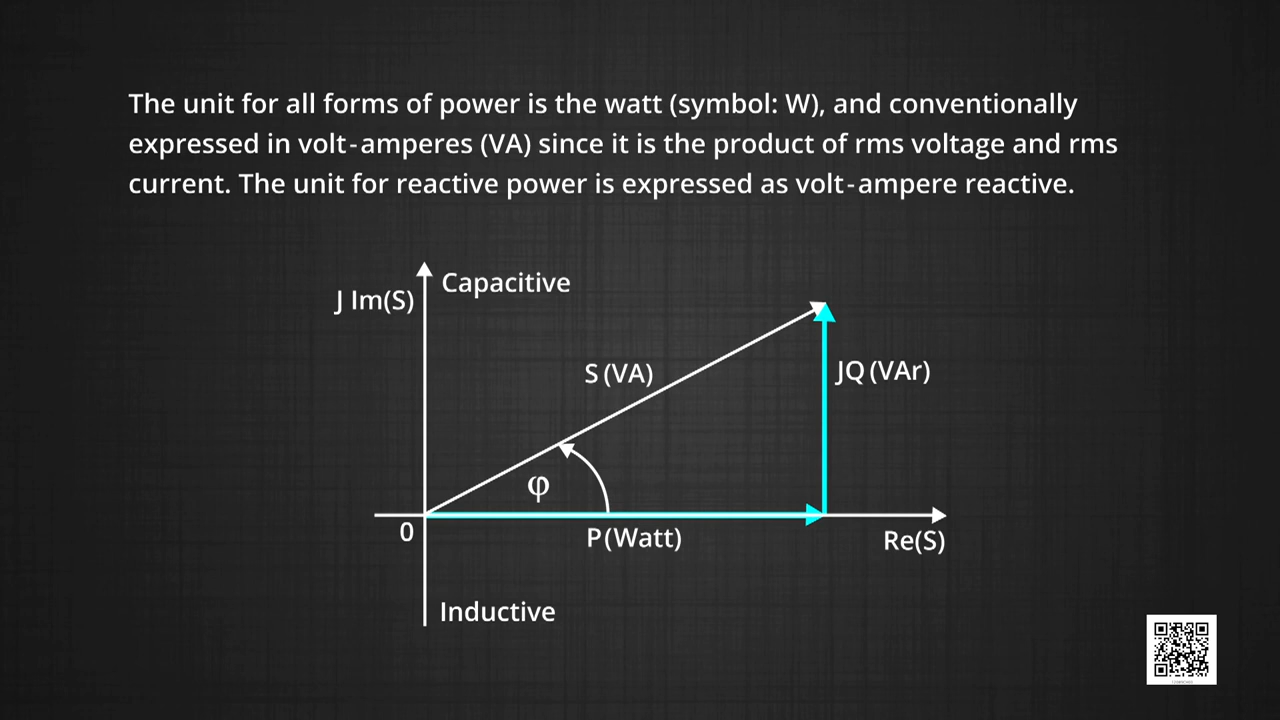 The unit for all forms of power is the watt (symbol: W), and conventionally
expressed in volt-amperes (VA) since it is the product of rms voltage and rms
current. The unit for reactive power is expressed as volt-ampere reactive.
Capacitive
J Im(S)
S (VA)
JQ (VAr)
φ
0
P(Watt)
Re(S)
Inductive